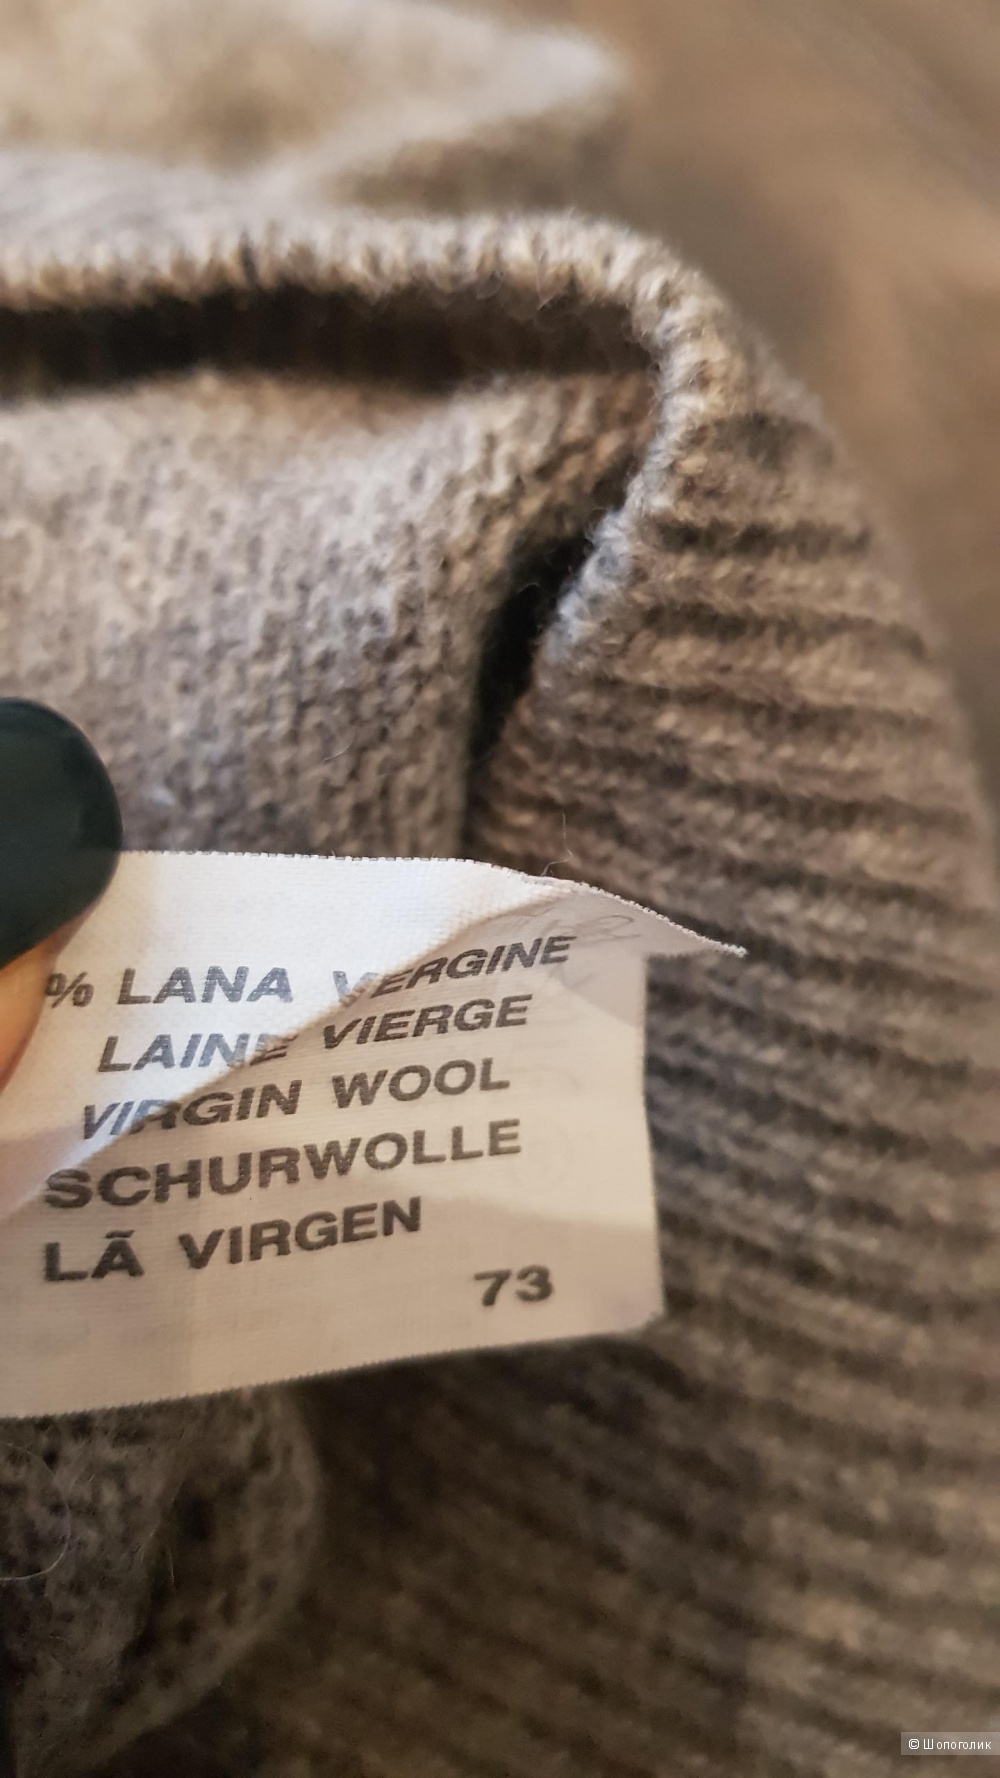 % LANA VERGINE
LAINE VIERGE
VIRGIN WOOL
SCHURWOLLE
LÃ VIRGEN
73
© Шопоголик